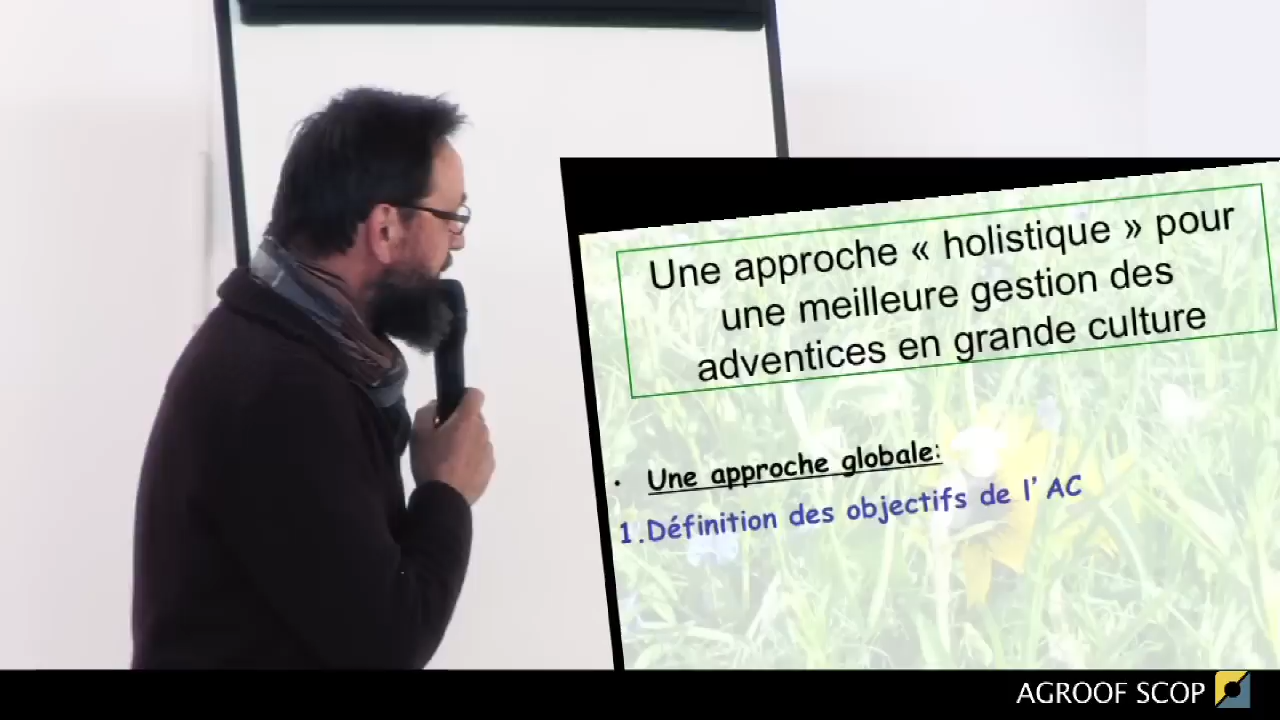 Une approche « holistique » pour
une meilleure gestion des
adventices en grande culture
• Une approche globale:
1.Définition des objectifs de l' AC
AGROOF SCOP